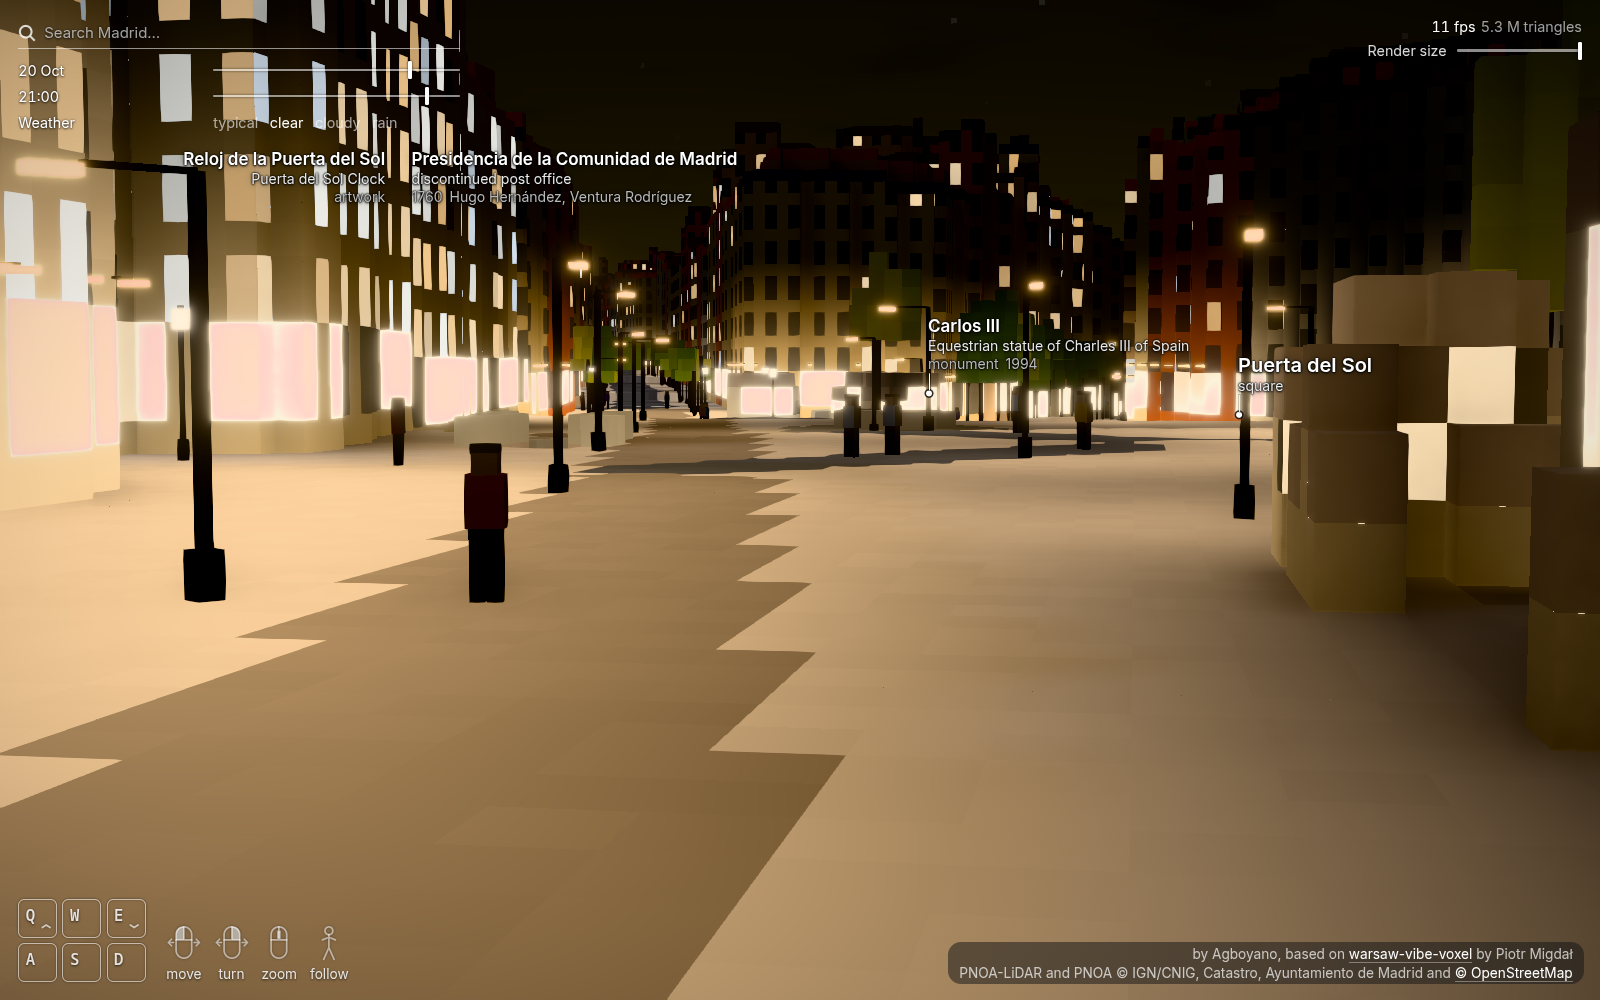 Search Madrid...
11 fps 5.3 M triangles
Render size
20 Oct
21:00
Weather typical clear cloudy rain
Reloj de la Puerta del Sol
Puerta del Sol Clock
artwork
Presidencia de la Comunidad de Madrid
discontinued post office
1760 Hugo Hernández, Ventura Rodríguez
Carlos III
Equestrian statue of Charles III of Spain
monument 1994
Puerta del Sol
square
Q W E
A S D
move turn zoom follow
by Agboyano, based on warsaw-vibe-voxel by Piotr Migdał
PNOA-LiDAR and PNOA © IGN/CNIG, Catastro, Ayuntamiento de Madrid and © OpenStreetMap